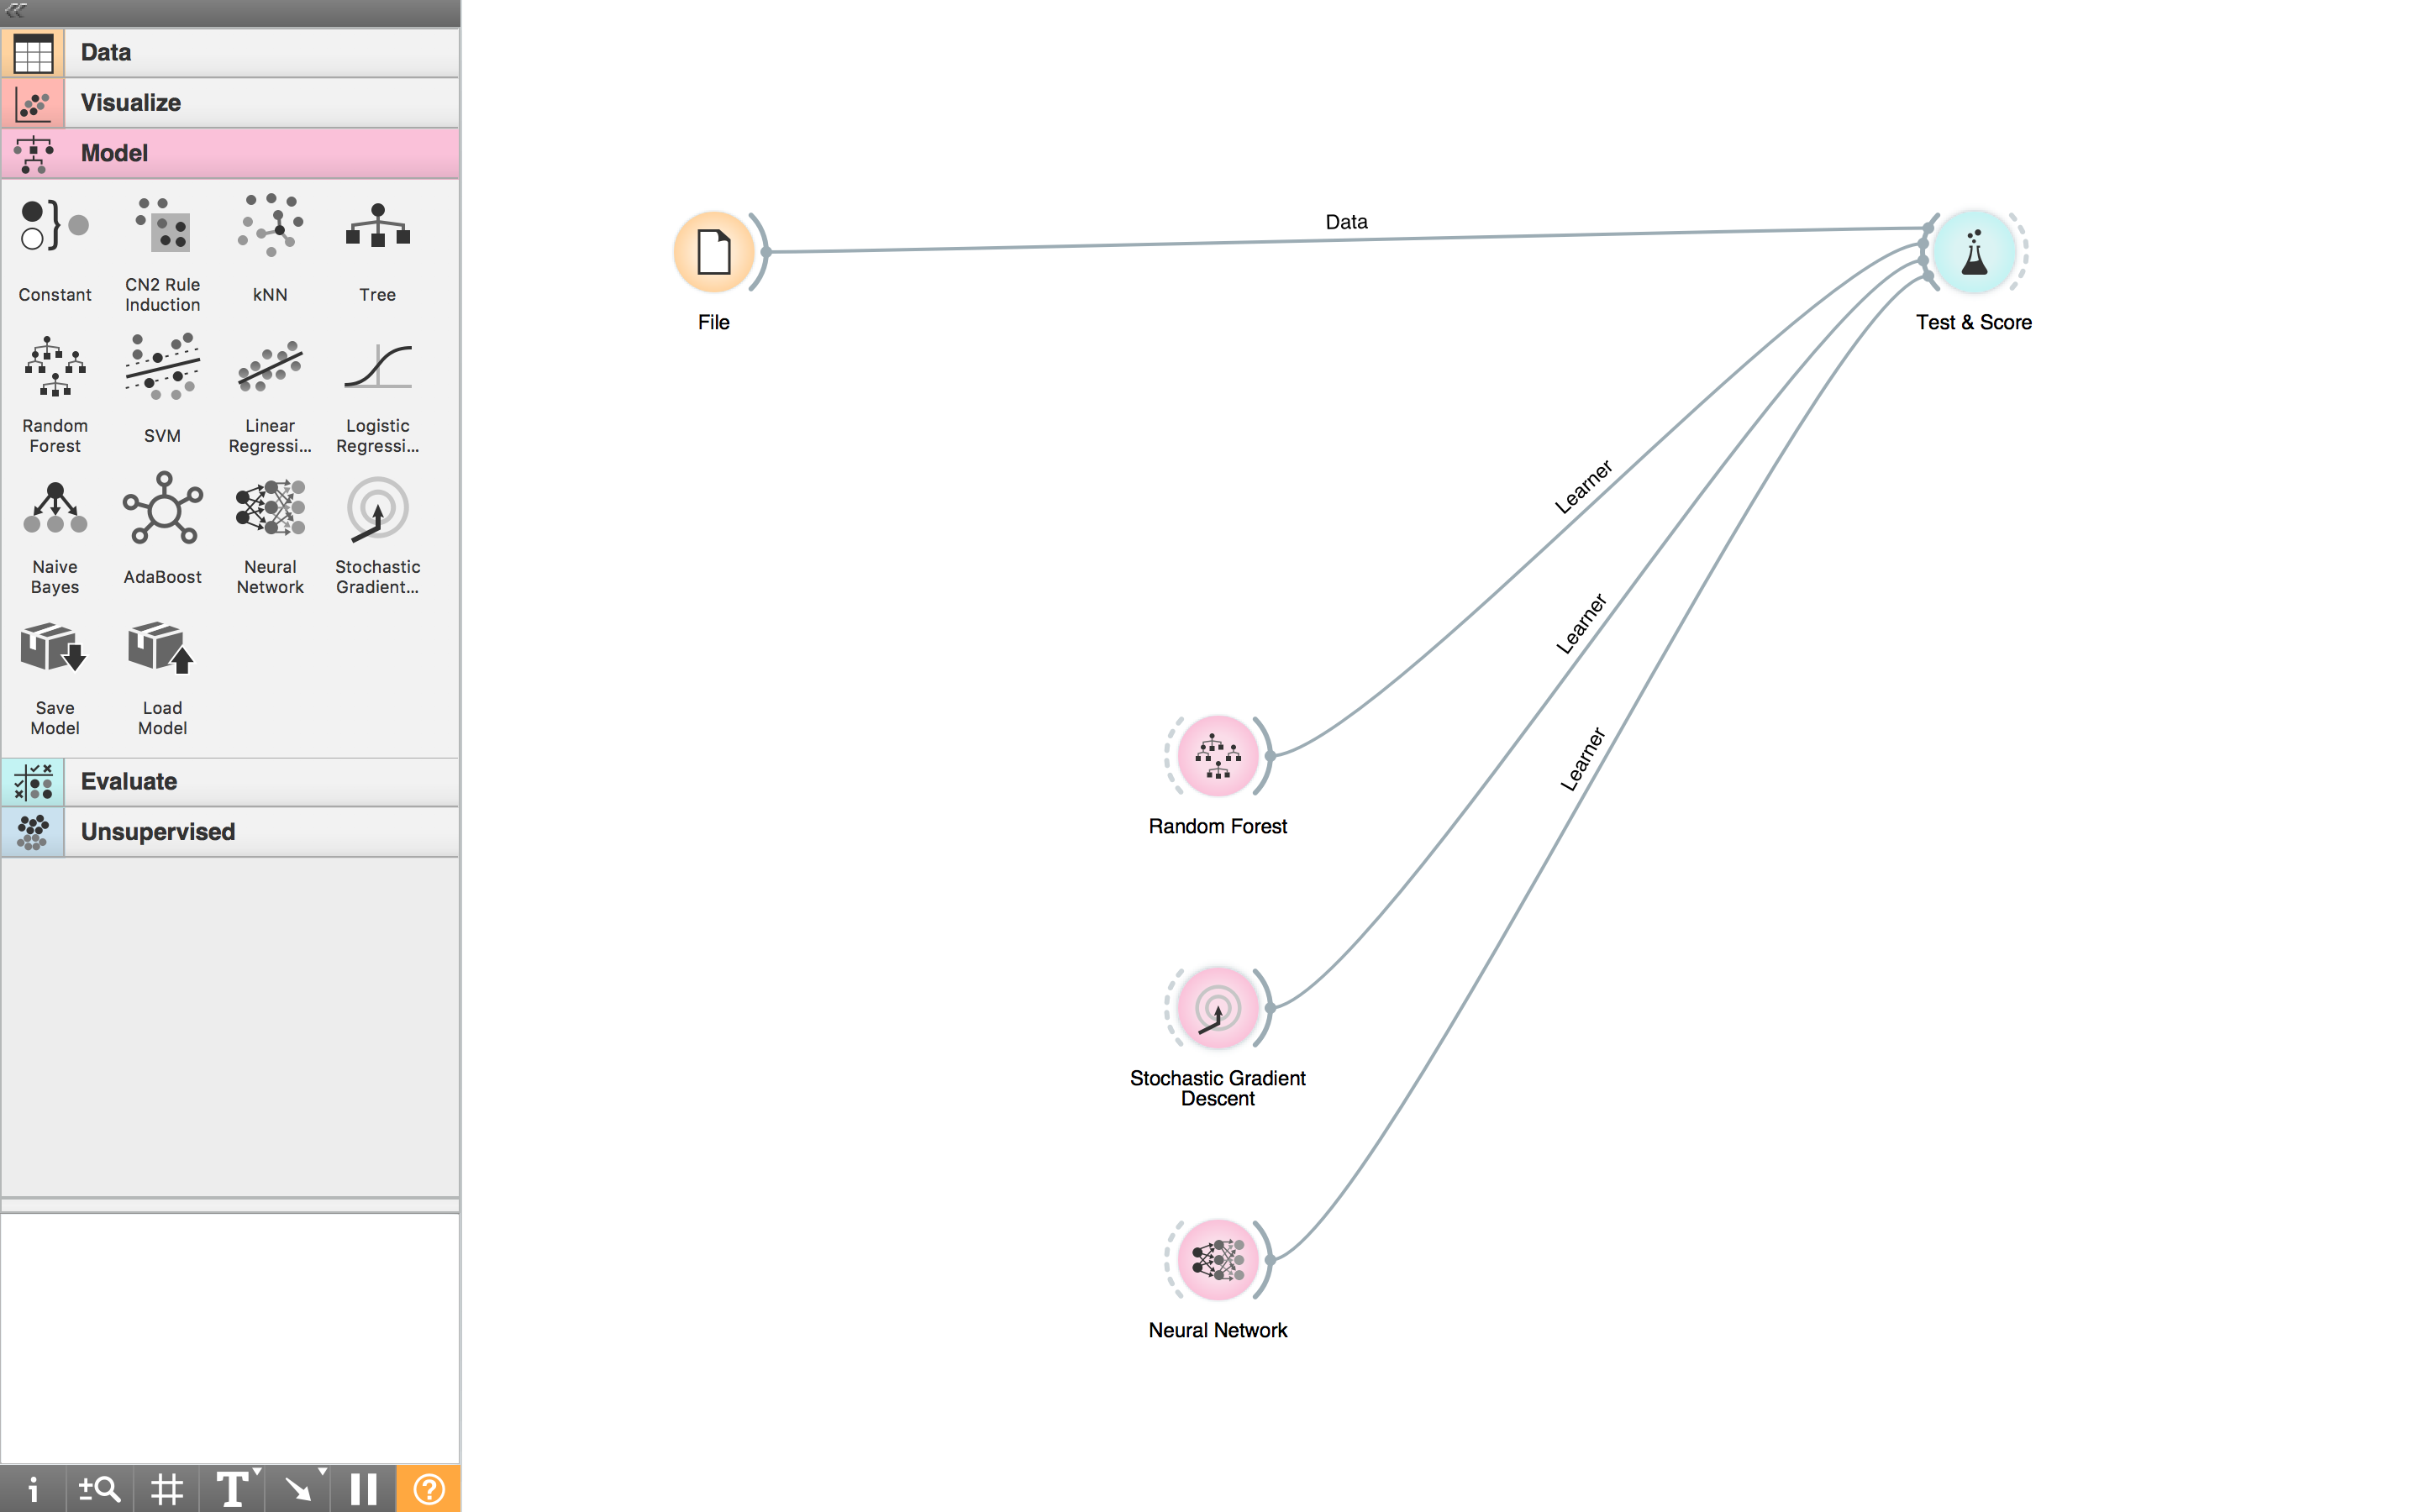 Data
Visualize
Model
Constant
CN2 Rule
Induction
kNN
Tree
Random
Forest
SVM
Linear
Regressi...
Logistic
Regressi...
Naive
Bayes
AdaBoost
Neural
Network
Stochastic
Gradient...
Save
Model
Load
Model
Evaluate
Unsupervised
Data
File
Test & Score
Learner
Learner
Learner
Random Forest
Stochastic Gradient
Descent
Neural Network